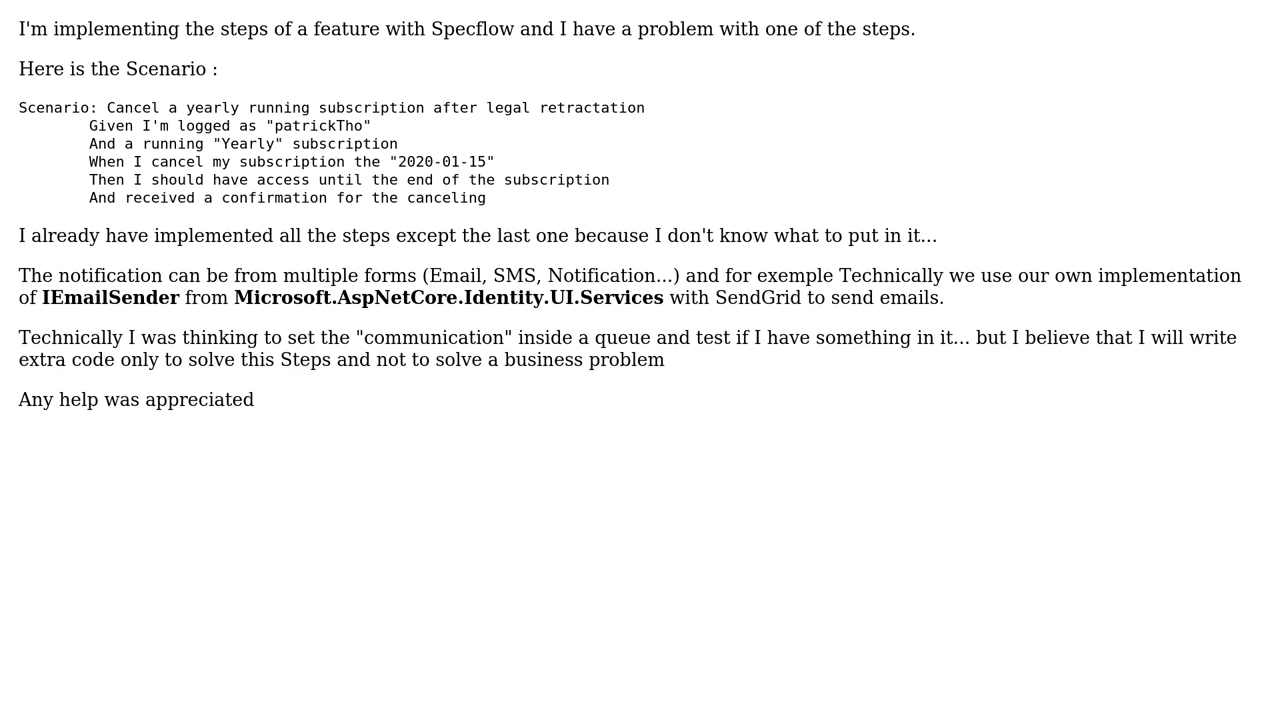 I'm implementing the steps of a feature with Specflow and I have a problem with one of the steps.
Here is the Scenario :
Scenario: Cancel a yearly running subscription after legal retractation
Given I'm logged as "patrickTho"
And a running "Yearly" subscription
When I cancel my subscription the "2020-01-15"
Then I should have access until the end of the subscription
And received a confirmation for the canceling
I already have implemented all the steps except the last one because I don't know what to put in it...
The notification can be from multiple forms (Email, SMS, Notification...) and for exemple Technically we use our own implementation
of IEmailSender from Microsoft.AspNetCore.Identity.UI.Services with SendGrid to send emails.
Technically I was thinking to set the "communication" inside a queue and test if I have something in it... but I believe that I will write
extra code only to solve this Steps and not to solve a business problem
Any help was appreciated